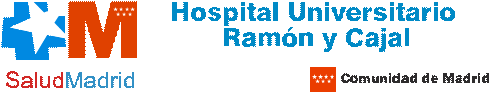 M
Hospital Universitario
Ramón y Cajal
SaludMadrid
Comunidad de Madrid